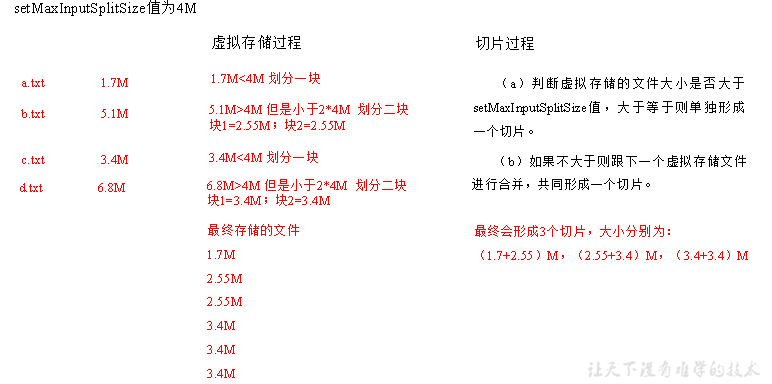 setMaxInputSplitSize值为4M
虚拟存储过程
切片过程
a.txt 1.7M 1.7M<4M 划分一块
b.txt 5.1M 5.1M>4M 但是小于2*4M 划分二块
块1=2.55M；块2=2.55M
c.txt 3.4M 3.4M<4M 划分一块
d.txt 6.8M 6.8M>4M 但是小于2*4M 划分二块
块1=3.4M；块2=3.4M
最终存储的文件
1.7M
2.55M
2.55M
3.4M
3.4M
3.4M
（a）判断虚拟存储的文件大小是否大于
setMaxInputSplitSize值，大于等于则单独形成
一个切片。
（b）如果不大于则跟下一个虚拟存储文件
进行合并，共同形成一个切片。
最终会形成3个切片，大小分别为：
（1.7+2.55）M，（2.55+3.4）M，（3.4+3.4）M
让天下没有难学的技术